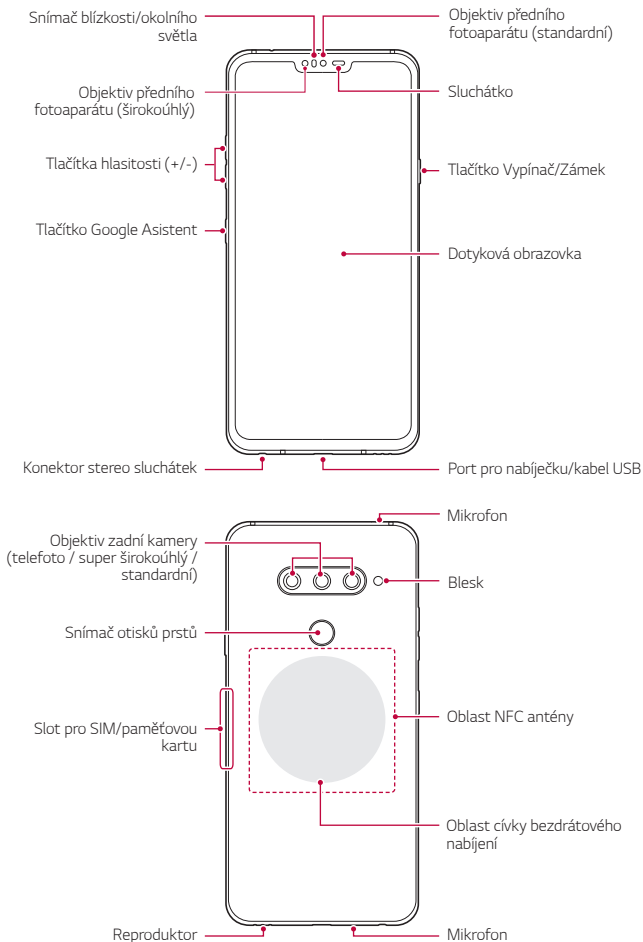 Snímač blízkosti/okolního
světla
Objektiv předního
fotoaparátu (standardní)
Objektiv předního
fotoaparátu (širokoúhlý)
Sluchátko
Tlačítka hlasitosti (+/-)
Tlačítko Vypínač/Zámek
Tlačítko Google Asistent
Dotyková obrazovka
Konektor stereo sluchátek
Port pro nabíječku/kabel USB
Mikrofon
Objektiv zadní kamery
(telefoto / super širokoúhlý /
standardní)
Blesk
Snímač otisků prstů
Slot pro SIM/paměťovou
kartu
Oblast NFC antény
Oblast cívky bezdrátového
nabíjení
Reproduktor
Mikrofon